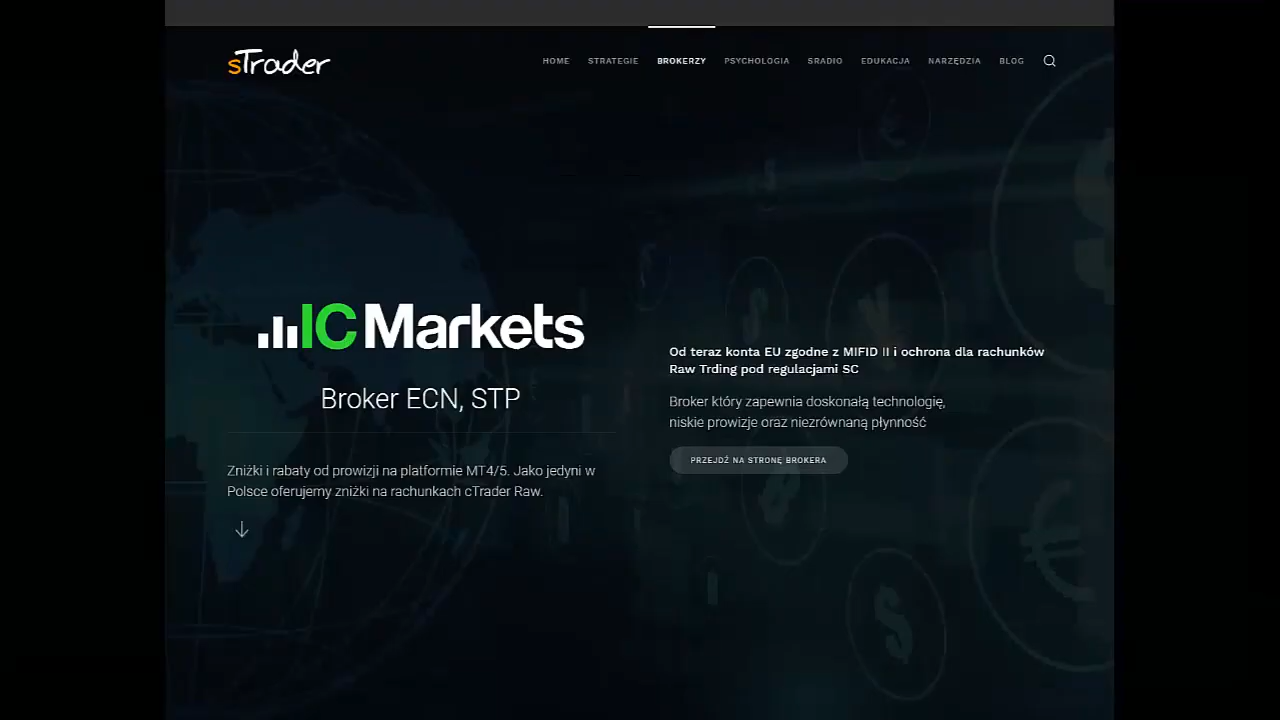 sTrader
HOME STRATEGIE BROKERZY PSYCHOLOGIA SRADIO EDUKACJA NARZĘDZIA BLOG
IC Markets
Broker ECN, STP
Zniżki i rabaty od prowizji na platformie MT4/5. Jako jedyni w
Polsce oferujemy zniżki na rachunkach cTrader Raw.
Od teraz konta EU zgodne z MIFID II i ochrona dla rachunków
Raw Trding pod regulacjami SC
Broker który zapewnia doskonałą technologię,
niskie prowizje oraz niezrównaną płynność
PRZEJDŹ NA STRONĘ BROKERA